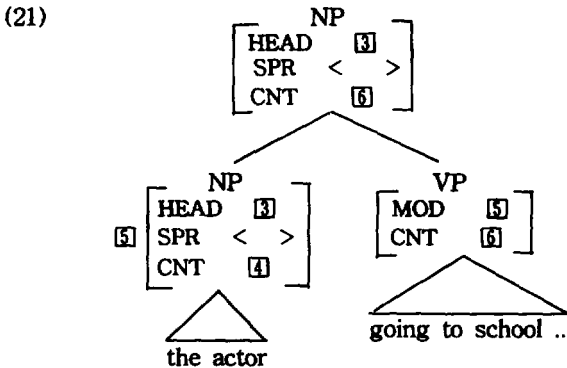 (21)
NP
HEAD 3
SPR < >
CNT 6
NP VP
HEAD 3 MOD 5
5 SPR < > CNT 6
CNT 4
the actor going to school ..